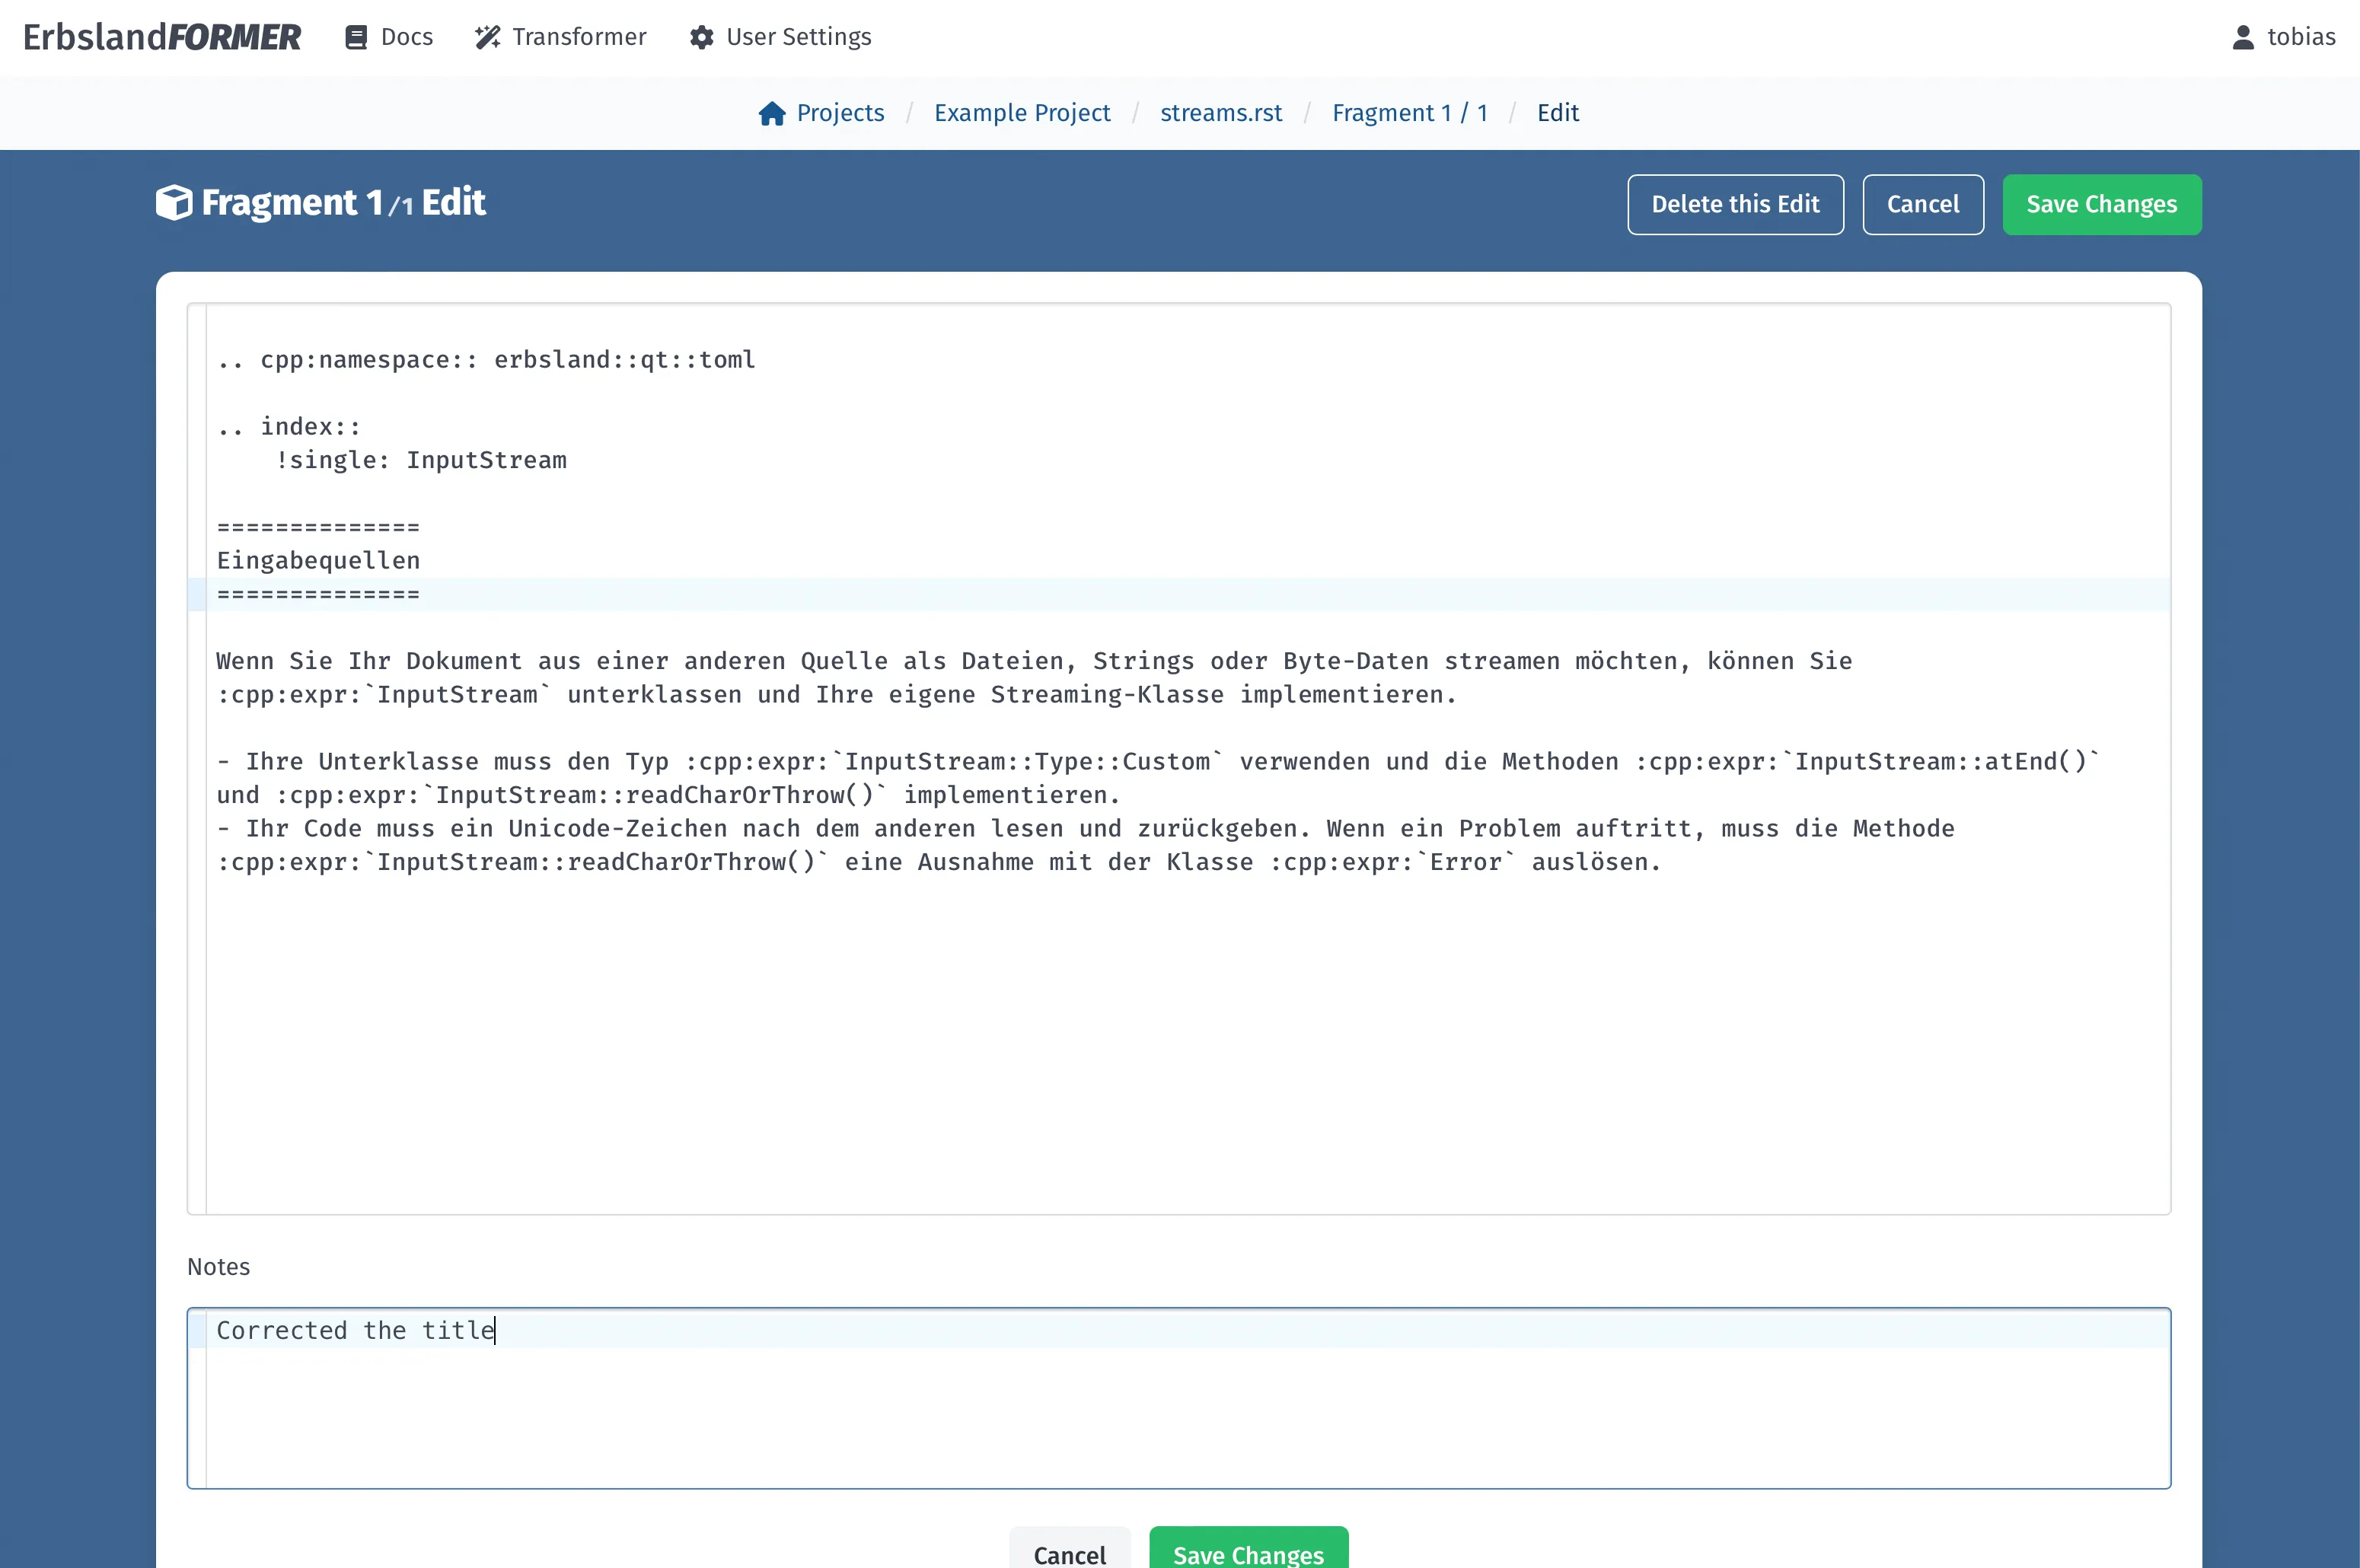 ErbslandFORMER Docs Transformer User Settings tobias
Projects / Example Project / streams.rst / Fragment 1 / 1 / Edit
Fragment 1/1 Edit Delete this Edit Cancel Save Changes
.. cpp:namespace:: erbsland::qt::toml
.. index::
    !single: InputStream
==============
Eingabequellen
==============
Wenn Sie Ihr Dokument aus einer anderen Quelle als Dateien, Strings oder Byte-Daten streamen möchten, können Sie
:cpp:expr:`InputStream` unterklassen und Ihre eigene Streaming-Klasse implementieren.
- Ihre Unterklasse muss den Typ :cpp:expr:`InputStream::Type::Custom` verwenden und die Methoden :cpp:expr:`InputStream::atEnd()`
und :cpp:expr:`InputStream::readCharOrThrow()` implementieren.
- Ihr Code muss ein Unicode-Zeichen nach dem anderen lesen und zurückgeben. Wenn ein Problem auftritt, muss die Methode
:cpp:expr:`InputStream::readCharOrThrow()` eine Ausnahme mit der Klasse :cpp:expr:`Error` auslösen.
Notes
Corrected the title
Cancel Save Changes